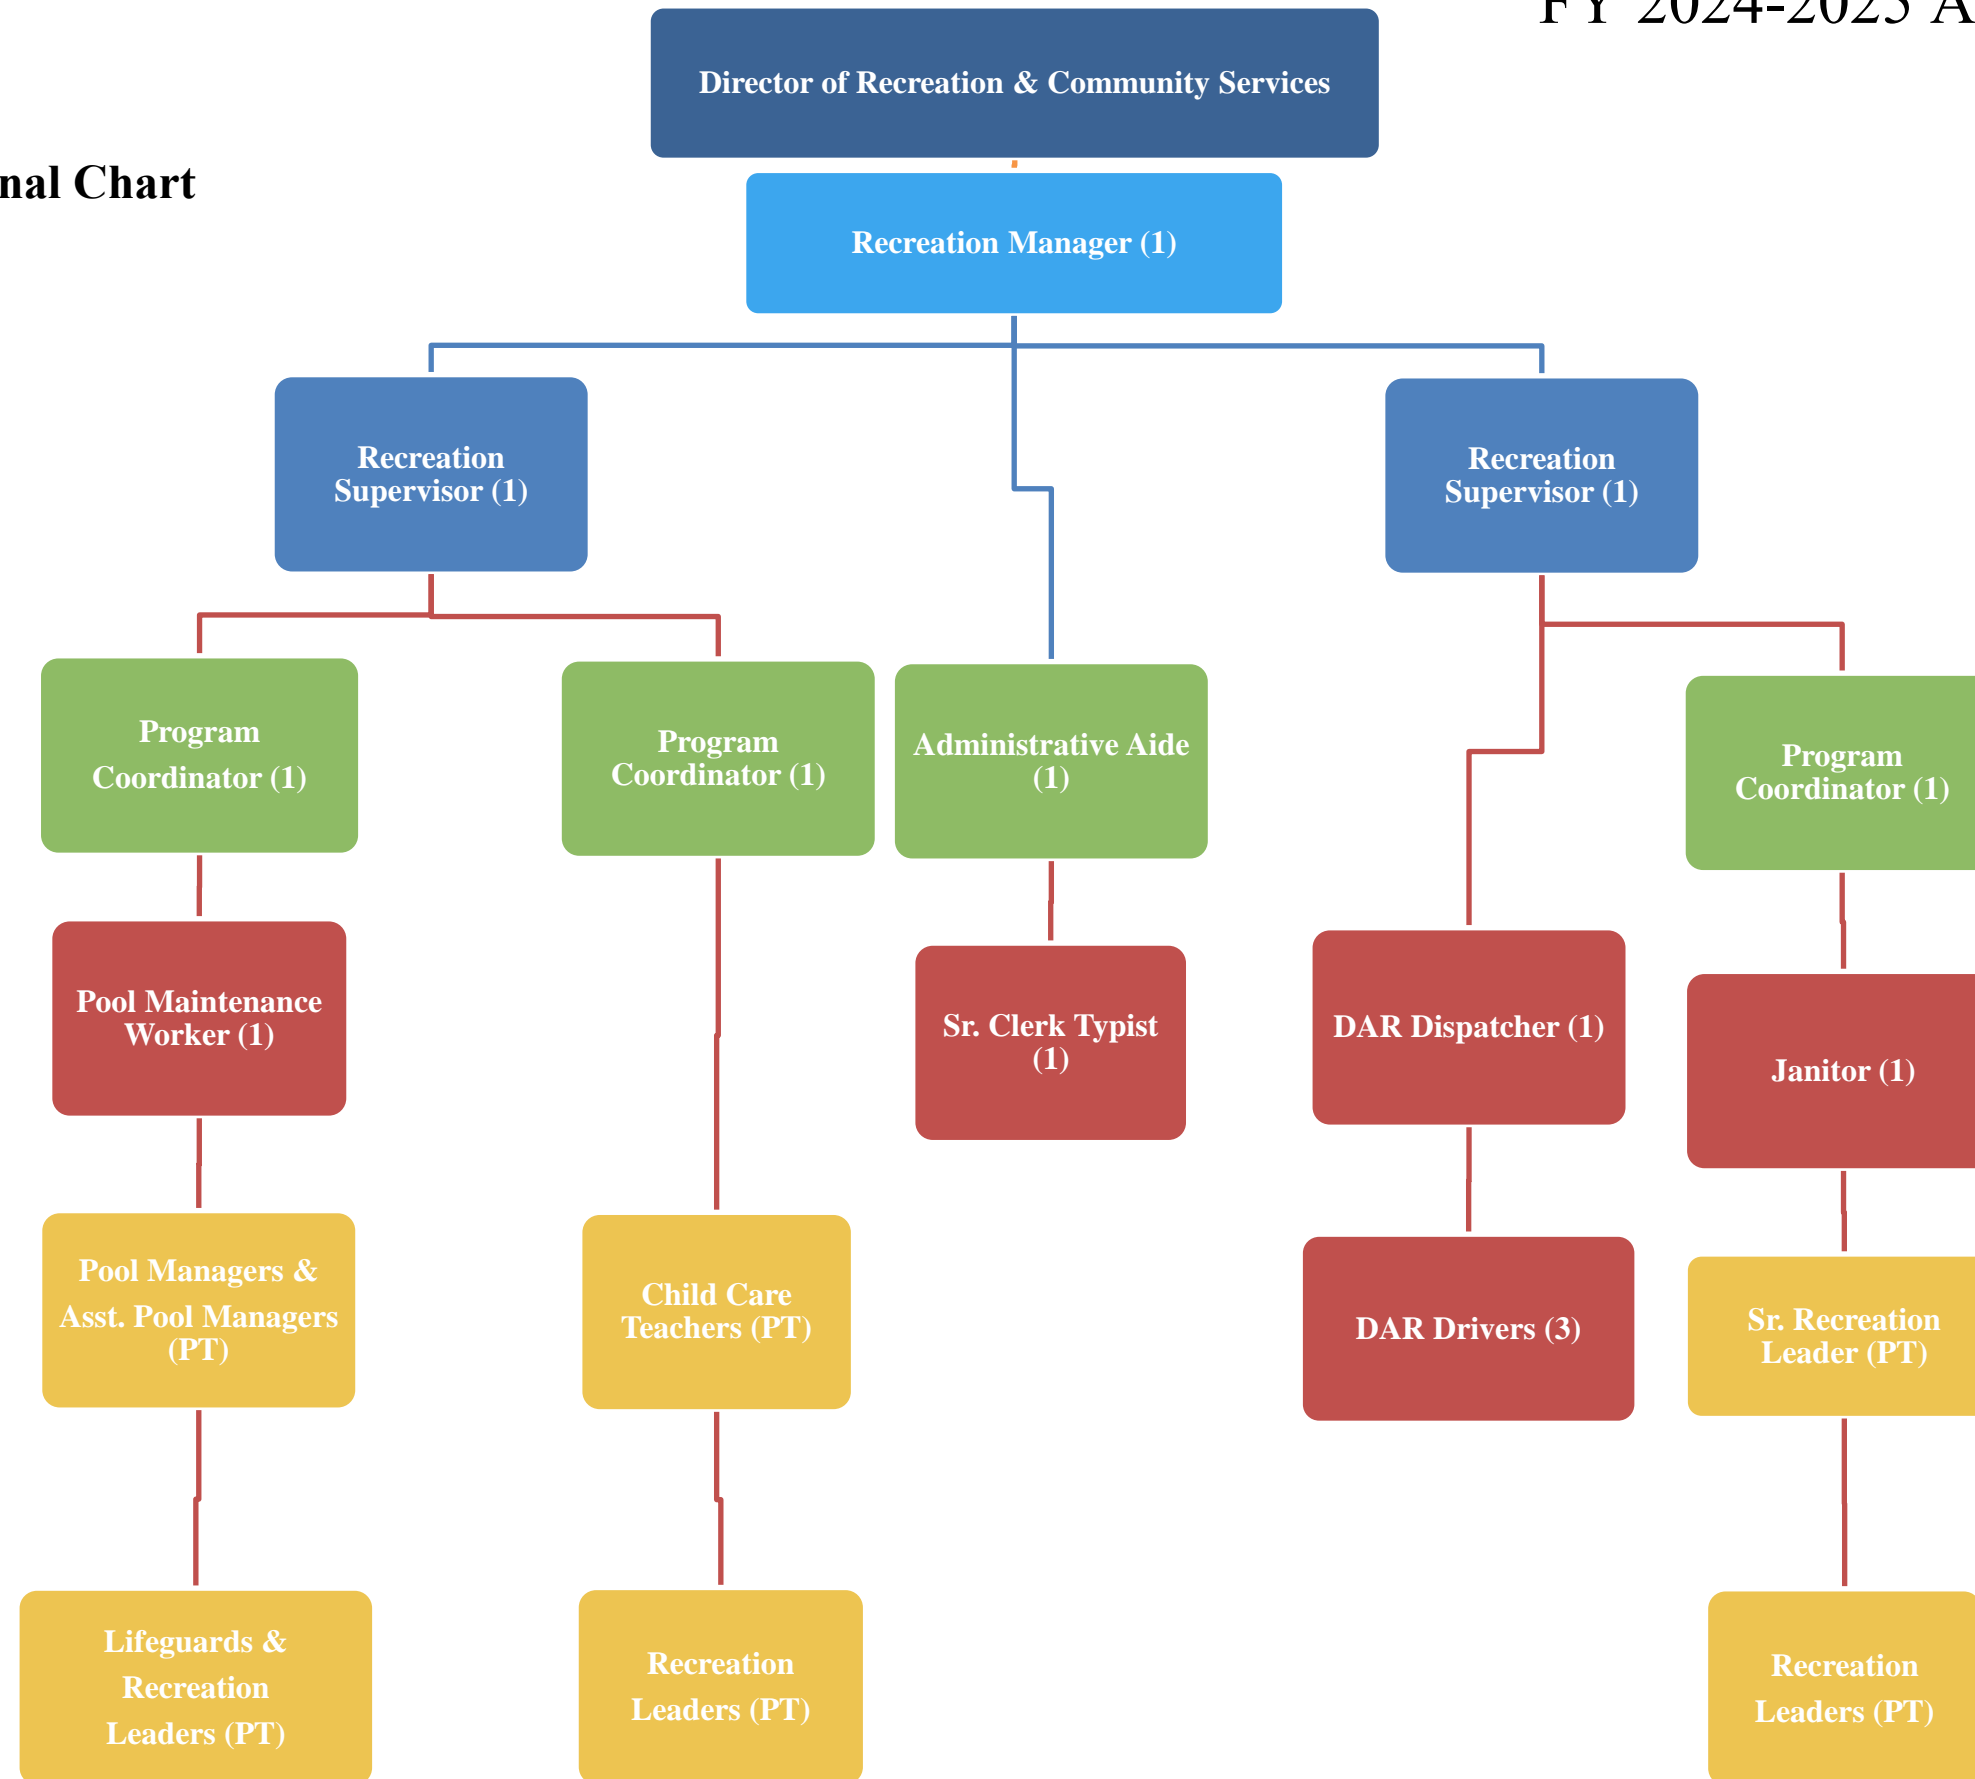 FY 2024-2025 A
Director of Recreation & Community Services
nal Chart
Recreation Manager (1)
Recreation
Supervisor (1)
Recreation
Supervisor (1)
Program
Coordinator (1)
Program
Coordinator (1)
Administrative Aide
(1)
Program
Coordinator (1)
Pool Maintenance
Worker (1)
Sr. Clerk Typist
(1)
DAR Dispatcher (1)
Janitor (1)
Pool Managers &
Asst. Pool Managers
(PT)
Child Care
Teachers (PT)
DAR Drivers (3)
Sr. Recreation
Leader (PT)
Lifeguards &
Recreation
Leaders (PT)
Recreation
Leaders (PT)
Recreation
Leaders (PT)